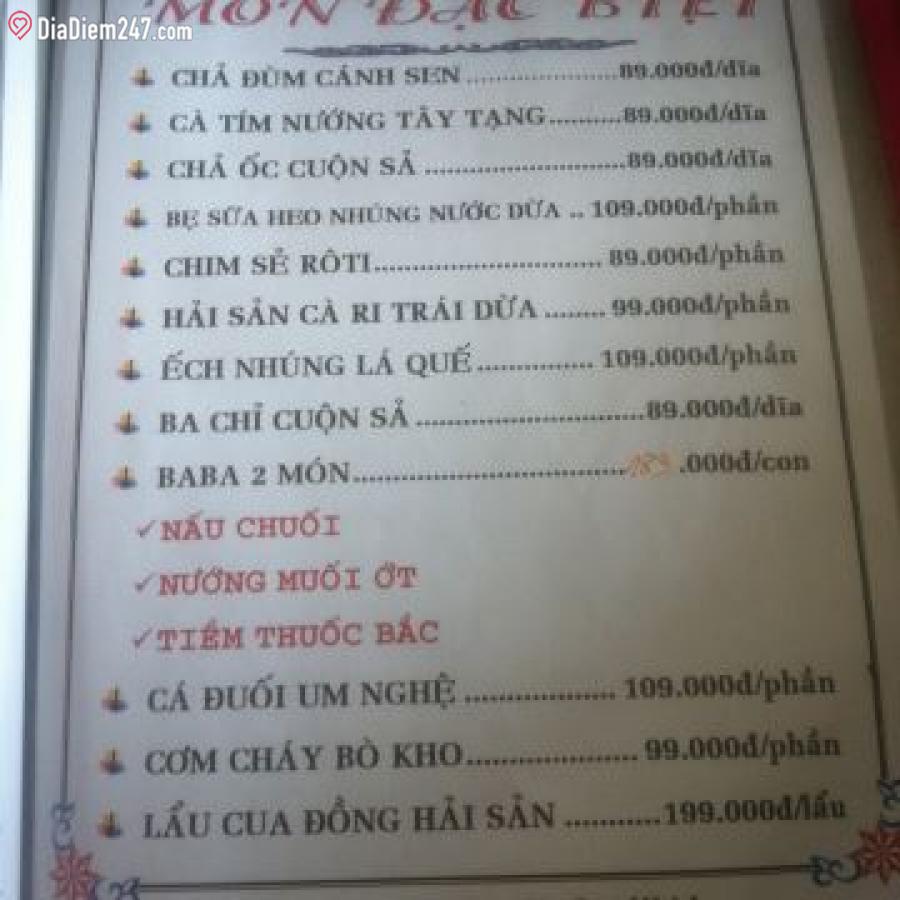 DiaDiem247.com
MÓN ĐẶC BIỆT
CHẢ ĐÙM CÁNH SEN....................89.000đ/dĩa
CÀ TÍM NƯỚNG TÂY TẠNG..........89.000đ/dĩa
CHẢ ỐC CUỘN SẢ ..........................89.000đ/dĩa
BẸ SỮA HEO NHÚNG NƯỚC DỪA .. 109.000đ/phần
CHIM SẺ RÔTI............................. 89.000đ/phần
HẢI SẢN CÀ RI TRÁI DỪA ........ 99.000đ/phần
ẾCH NHÚNG LÁ QUẾ................ 109.000đ/phần
BA CHỈ CUỘN SẢ ..........................89.000đ/dĩa
BABA 2 MÓN...............................189.000đ/con
✓NẤU CHUỐI
✓NƯỚNG MUỐI ỚT
✓TIỀM THUỐC BẮC
CÁ ĐUỐI UM NGHỆ ................. 109.000đ/phần
CƠM CHÁY BÒ KHO................... 99.000đ/phần
LẨU CUA ĐỒNG HẢI SẢN ...........199.000đ/lẩu